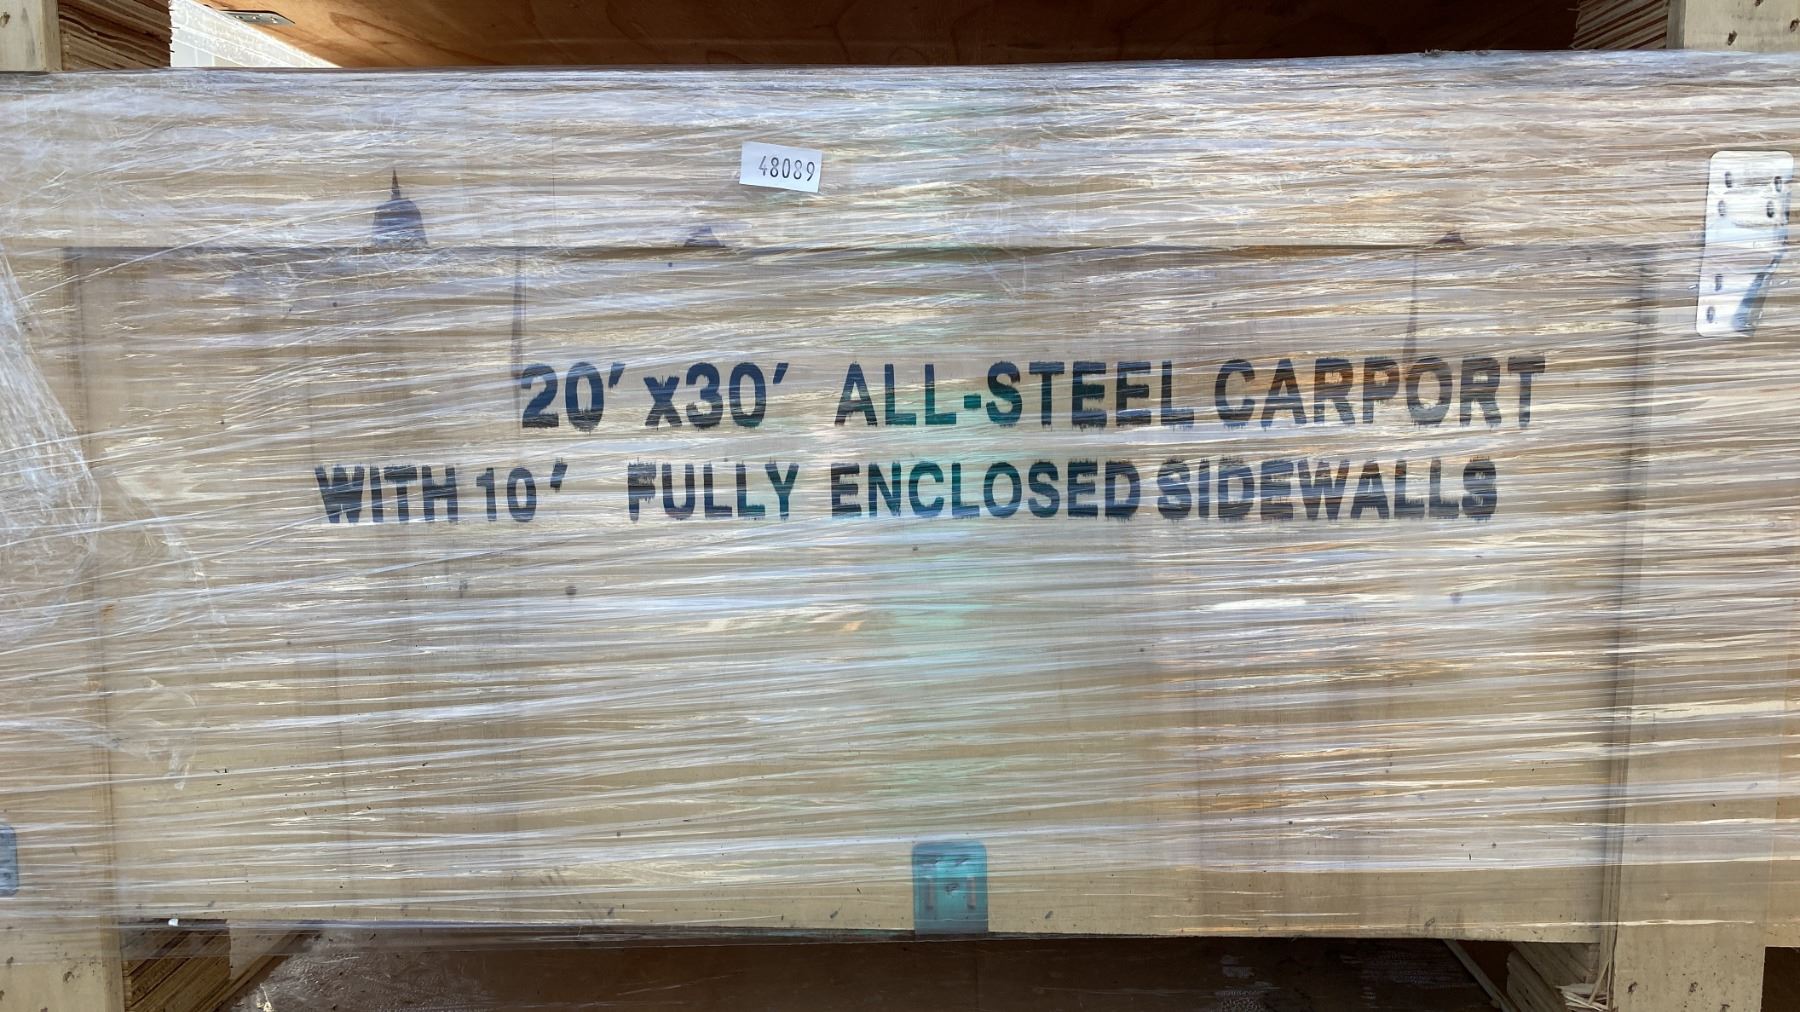 48089
20' x30' ALL-STEEL CARPORT
WITH 10' FULLY ENCLOSED SIDEWALLS